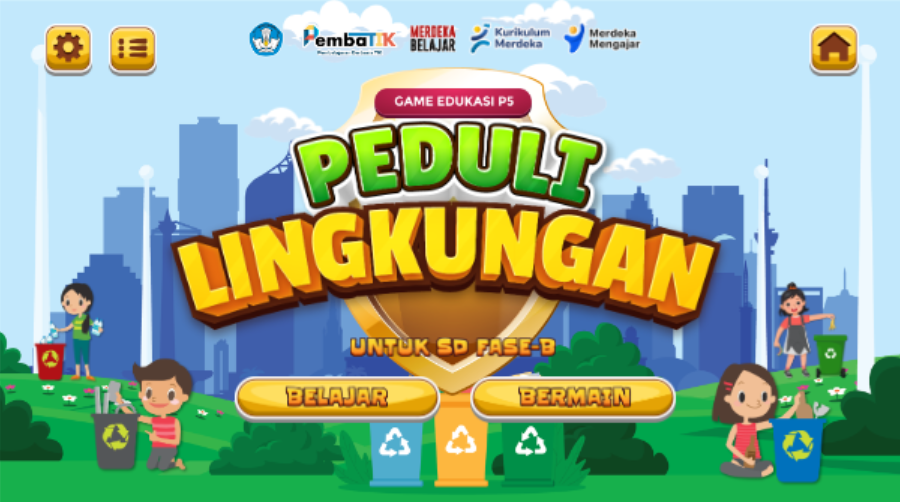 PembaTIK
MERDEKA
BELAJAR
Kurikulum
Merdeka
Merdeka
Mengajar
GAME EDUKASI P5
PEDULI
LINGKUNGAN
UNTUK SD FASE-B
BELAJAR
BERMAIN